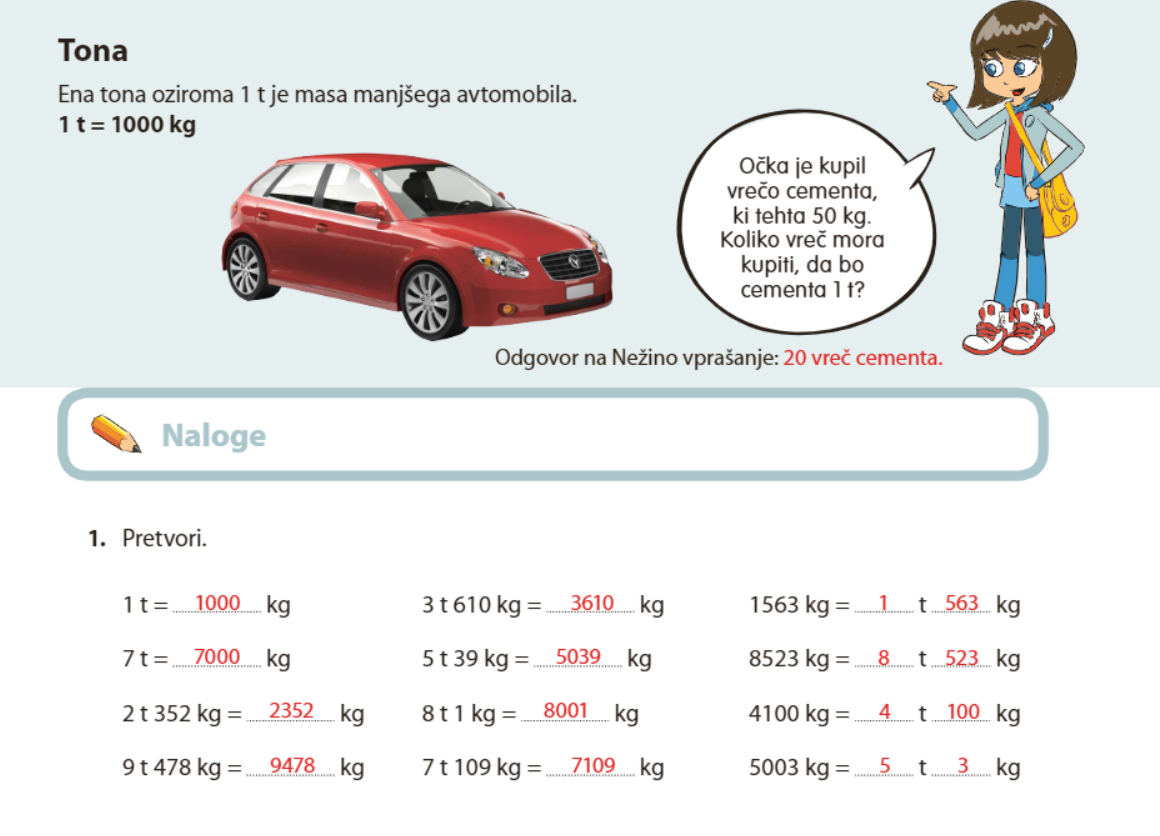 Tona
Ena tona oziroma 1 t je masa manjšega avtomobila.
1 t = 1000 kg
Očka je kupil
vrečo cementa,
ki tehta 50 kg.
Koliko vreč mora
kupiti, da bo
cementa 1 t?
Odgovor na Nežino vprašanje: 20 vreč cementa.
Naloge
1. Pretvori.
1 t = 1000 kg
3 t 610 kg = 3610 kg
1563 kg = 1 t 563 kg
7 t = 7000 kg
5 t 39 kg = 5039 kg
8523 kg = 8 t 523 kg
2 t 352 kg = 2352 kg
8 t 1 kg = 8001 kg
4100 kg = 4 t 100 kg
9 t 478 kg = 9478 kg
7 t 109 kg = 7109 kg
5003 kg = 5 t 3 kg